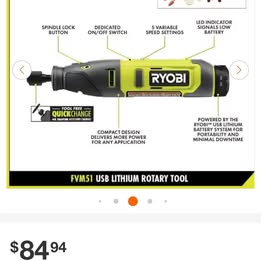 SPINDLE LOCK
BUTTON
DEDICATED
ON/OFF SWITCH
5 VARIABLE
SPEED SETTINGS
LED INDICATOR
SIGNALS LOW
BATTERY
RYOBI
TOOL FREE
QUICKCHANGE
COMPACT DESIGN
DELIVERS MORE POWER
FOR ANY APPLICATION
POWERED BY THE
RYOBI™ USB LITHIUM
BATTERY SYSTEM FOR
PORTABILITY AND
MINIMAL DOWNTIME
FVM51 USB LITHIUM ROTARY TOOL
$84.94